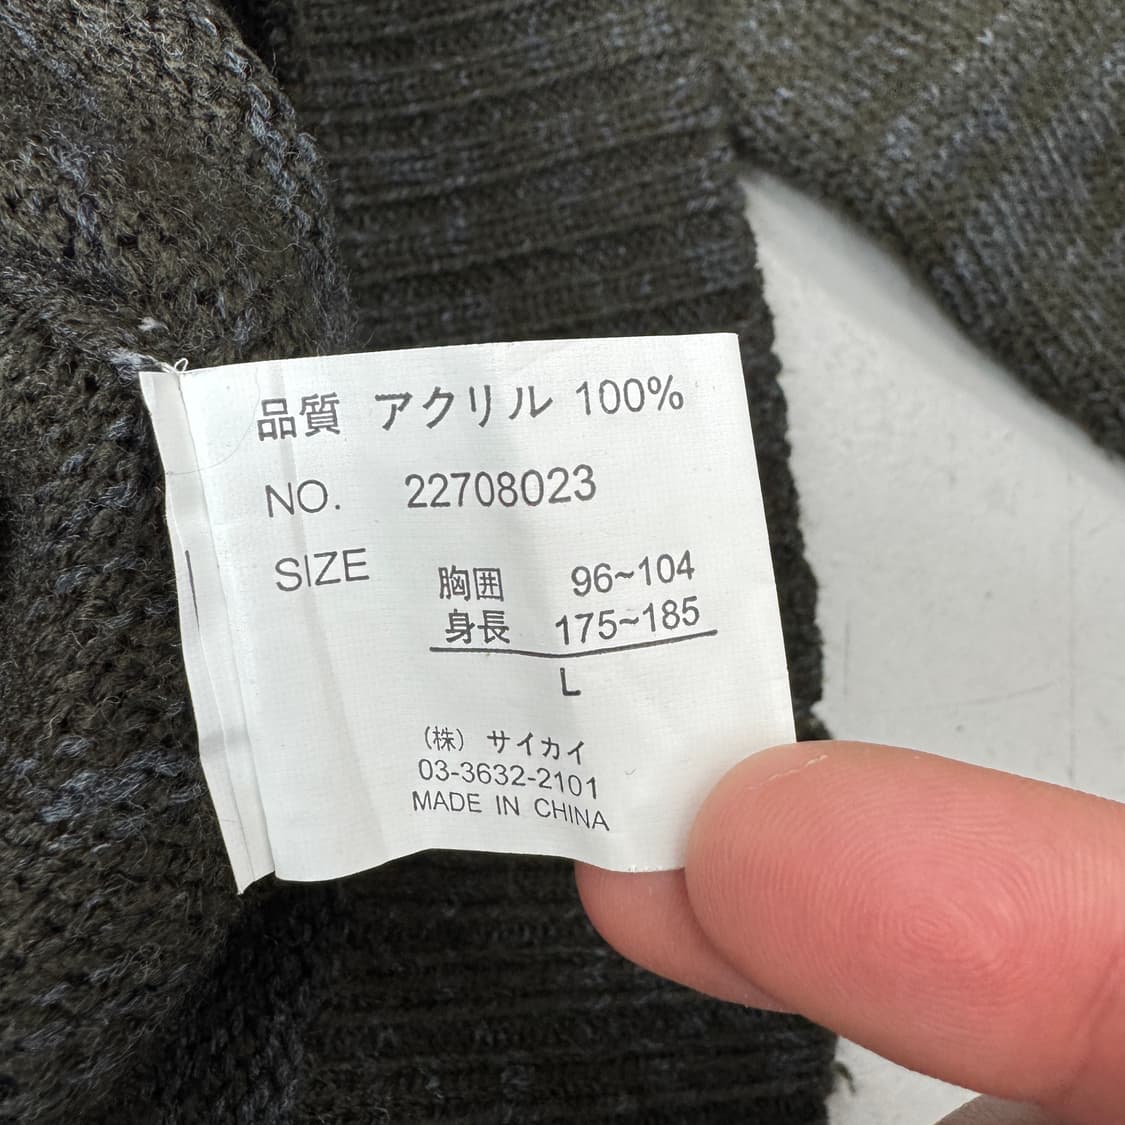 品質 アクリル 100%
NO. 22708023
SIZE
胸囲 96~104
身長 175~185
L
(株) サイカイ
03-3632-2101
MADE IN CHINA